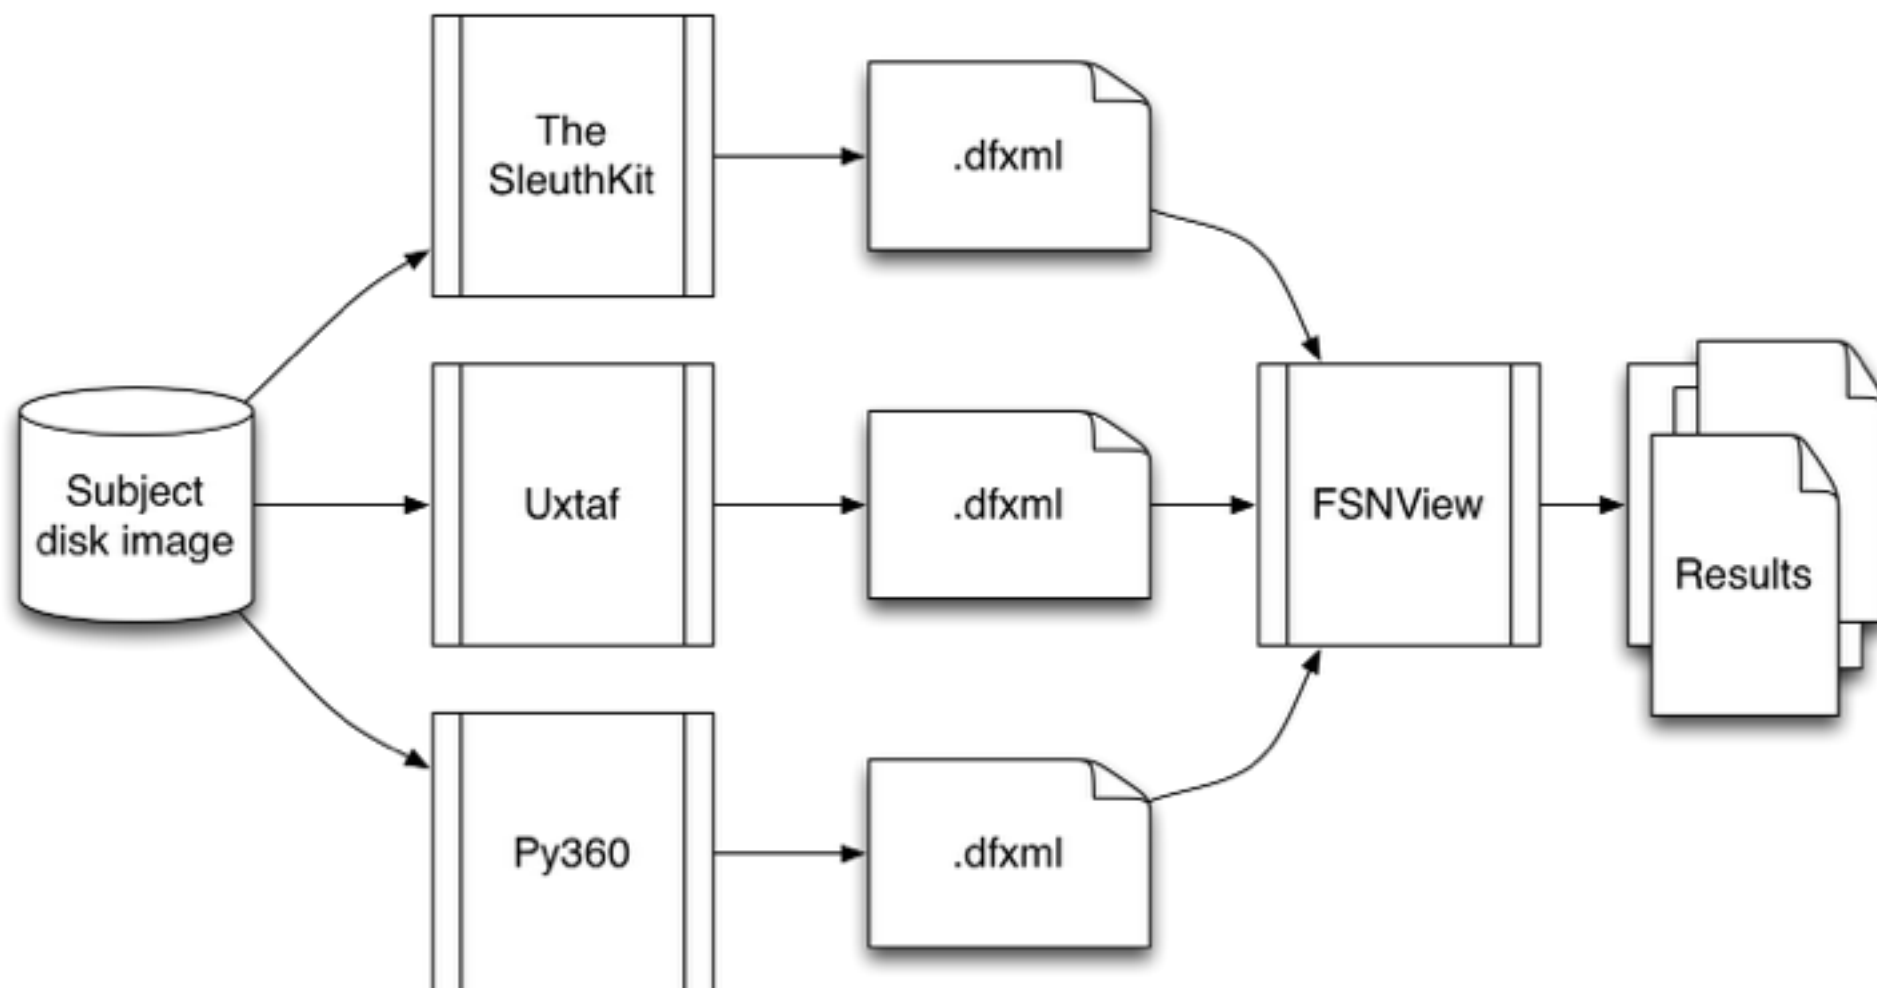 The
SleuthKit
.dfxml
Subject
disk image
Uxtaf
.dfxml
FSNView
Results
Py360
.dfxml